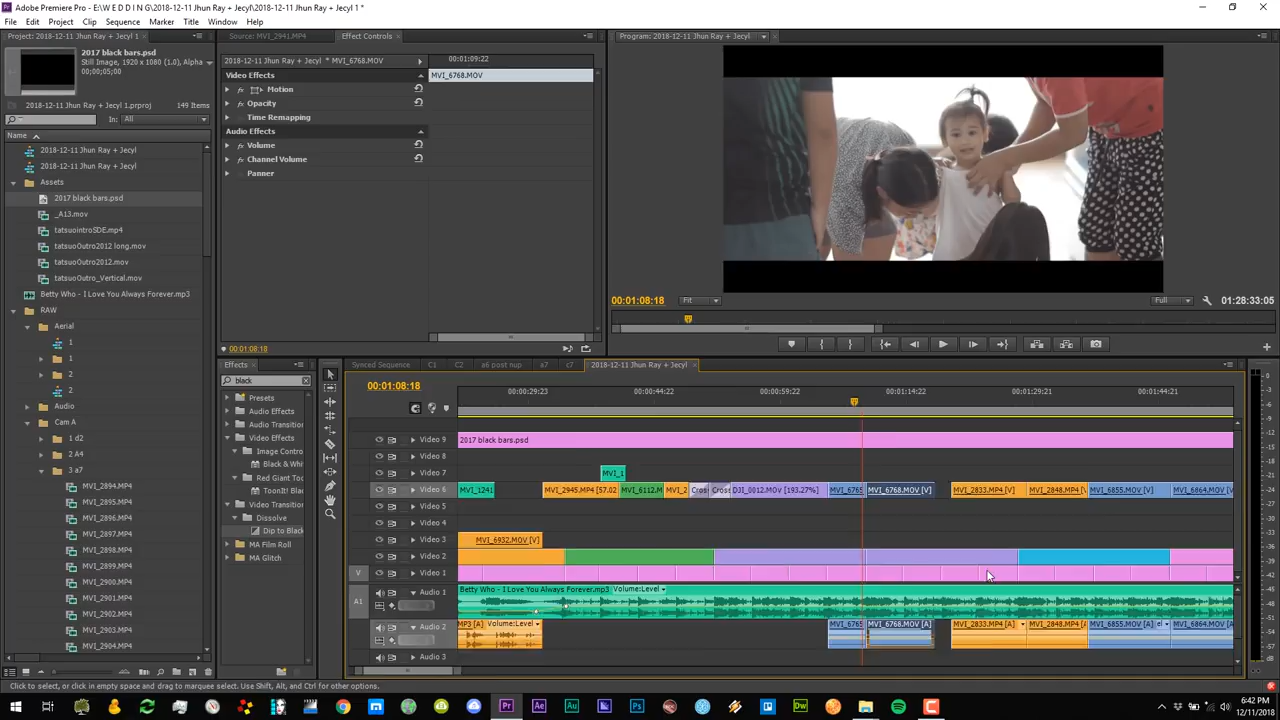 Adobe Premiere Pro - E:\W E D D I N G\2018-12-11 Jhun Ray + Jecyl\2018-12-11 Jhun Ray + Jecyl 1 *
File Edit Project Clip Sequence Marker Title Window Help
Project: 2018-12-11 Jhun Ray + Jecyl 1
2017 black bars.psd
Still Image, 1920 x 1080 (1.0), Alpha
00;00;05;00
2018-12-11 Jhun Ray + Jecyl 1.prproj
149 Items
In: All
Name
2018-12-11 Jhun Ray + Jecyl
2018-12-11 Jhun Ray + Jecyl
Assets
2017 black bars.psd
_A13.mov
tatsuointroSDE.mp4
tatsuoOutro2012 long.mov
tatsuoOutro2012.mov
tatsuoOutro_Vertical.mov
Betty Who - I Love You Always Forever.mp3
RAW
Aerial
1
1
2
2
Audio
Cam A
1 d2
2 A4
3 a7
MVI_2894.MP4
MVI_2895.MP4
MVI_2896.MP4
MVI_2897.MP4
MVI_2898.MP4
MVI_2899.MP4
MVI_2900.MP4
MVI_2901.MP4
MVI_2902.MP4
MVI_2903.MP4
MVI_2904.MP4
Source: MVI_2941.MP4
Effect Controls
2018-12-11 Jhun Ray + Jecyl * MVI_6768.MOV
00:01:09:22
Video Effects
MVI_6768.MOV
fx Motion
fx Opacity
Time Remapping
Audio Effects
fx Volume
fx Channel Volume
Panner
00:01:08:18
Program: 2018-12-11 Jhun Ray + Jecyl
00:01:08:18
Fit
Full
01:28:33:05
Effects
black
Presets
Audio Effects
Audio Transition
Video Effects
Image Contro
Black & Whi
Red Giant Too
ToonIt! Blac
Video Transition
Dissolve
Dip to Black
MA Film Roll
MA Glitch
Synced Sequence C1 C2 a6 post hup a7 c7 2018-12-11 Jhun Ray + Jecyl
00:01:08:18
00:00:29:23 00:00:44:22 00:00:59:22 00:01:14:22 00:01:29:21 00:01:44:21
Video 9 2017 black bars.psd
Video 8
Video 7 MVI_1
Video 6 MVI_1241 MVI_2945.MP4 [57.02 MVI_6112.M MVI_2 Cros Cros DJI_0012.MOV [193.27%] MVI_6765 MVI_6768.MOV [V] MVI_2833.MP4 [V] MVI_2848.MP4 [V MVI_6855.MOV [V] MVI_6864.MOV [V
Video 5
Video 4
Video 3 MVI_6932.MOV [V]
Video 2
V Video 1
A1 Audio 1 Betty Who - I Love You Always Forever.mp3 Volume:Level
Audio 2 MP3 [A] Volume:Level MVI_6765 MVI_6768.MOV [A] MVI_2833.MP4 [A] MVI_2848.MP4 [A] MVI_6855.MOV [A] MVI_6864.MOV [A
Audio 3
Click to select, or click in empty space and drag to marquee select. Use Shift, Alt, and Ctrl for other options.
6:42 PM
12/11/2018